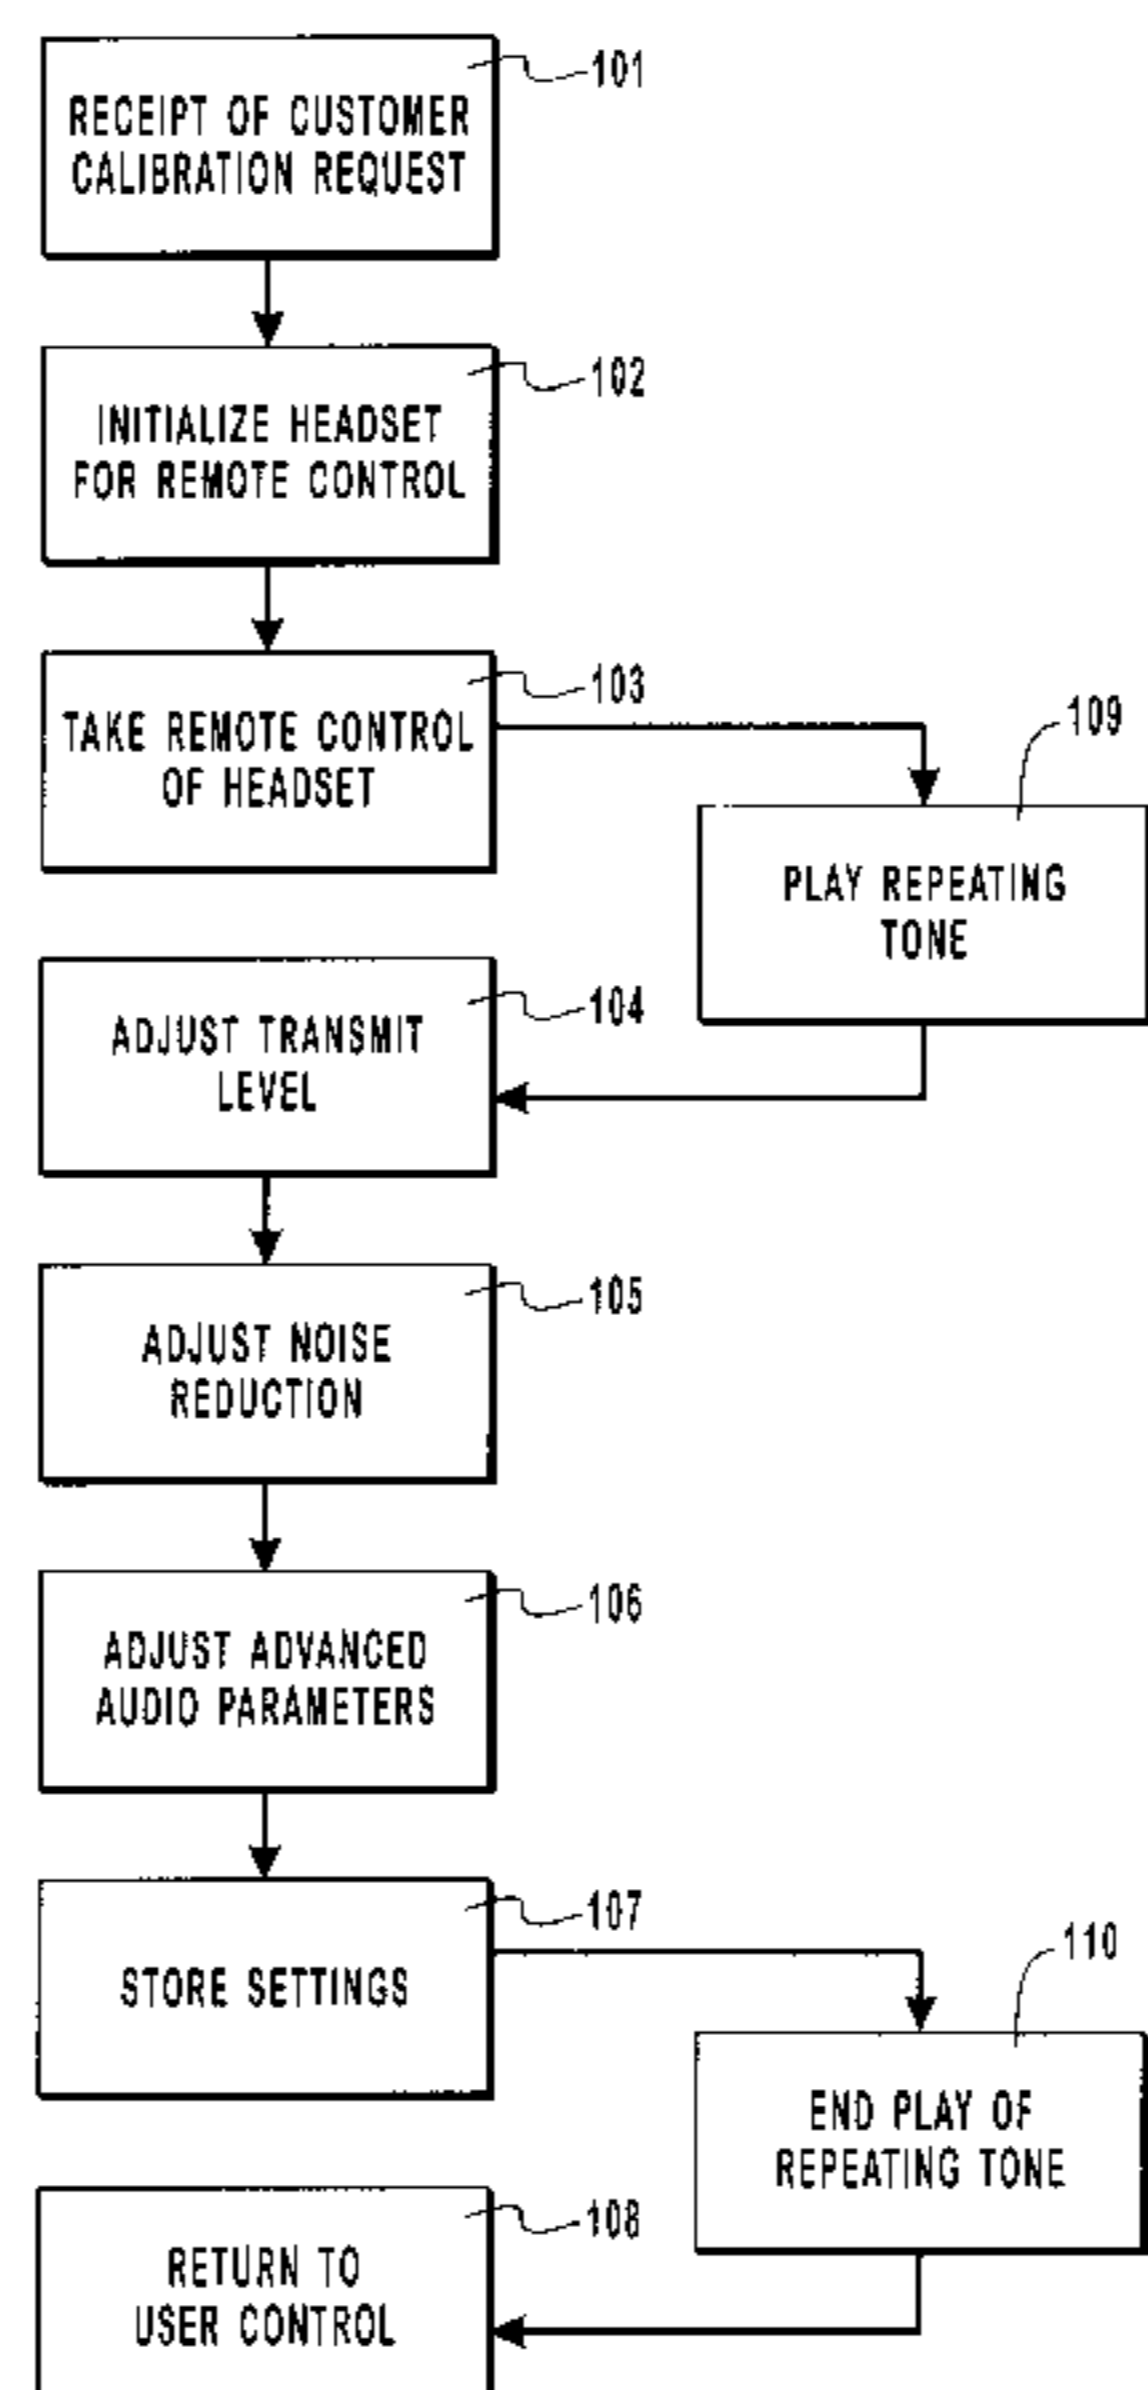 101
RECEIPT OF CUSTOMER
CALIBRATION REQUEST
102
INITIALIZE HEADSET
FOR REMOTE CONTROL
103
TAKE REMOTE CONTROL
OF HEADSET
109
PLAY REPEATING
TONE
104
ADJUST TRANSMIT
LEVEL
105
ADJUST NOISE
REDUCTION
106
ADJUST ADVANCED
AUDIO PARAMETERS
107
STORE SETTINGS
110
END PLAY OF
REPEATING TONE
108
RETURN TO
USER CONTROL